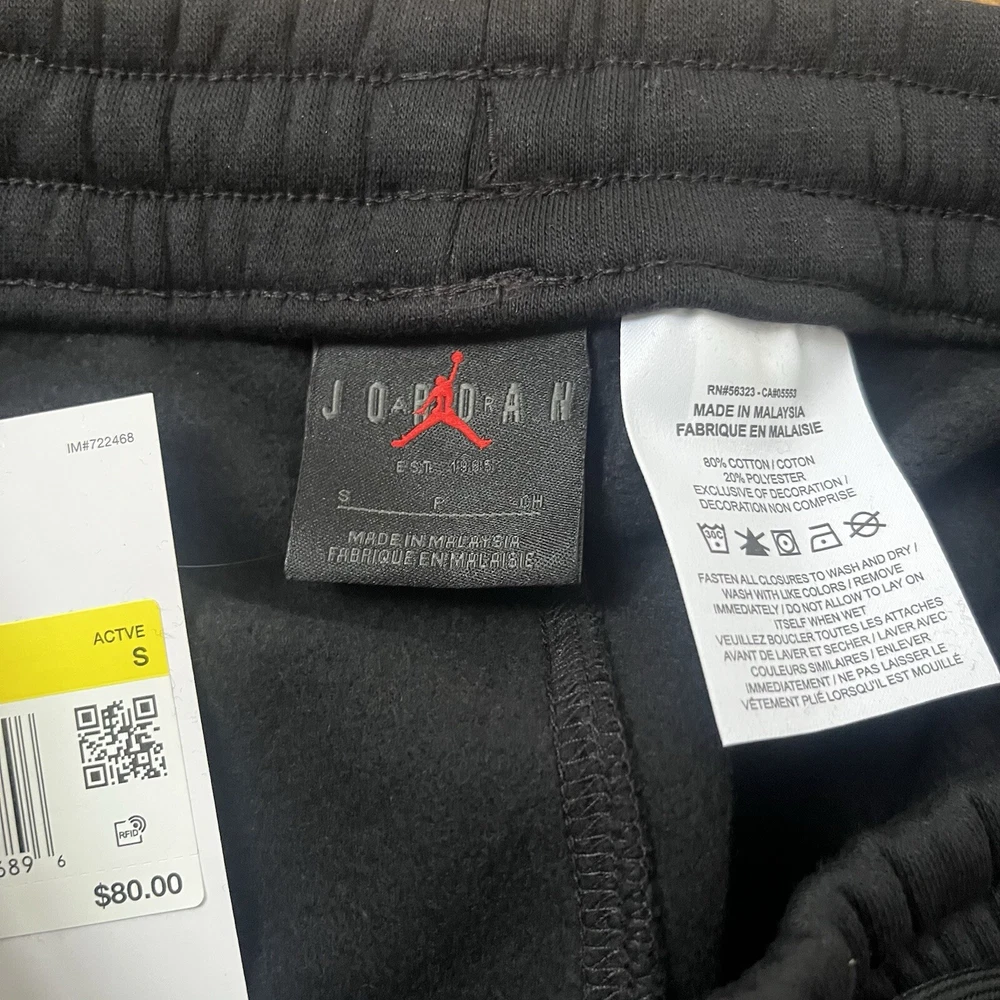 IM#722468
ACTVE
S
689 6
RFID
$80.00
JORDAN
AIR
EST. 1985
S P CH
MADE IN MALAYSIA
FABRIQUE EN MALAISIE
RN#56323 - CA#05553
MADE IN MALAYSIA
FABRIQUE EN MALAISIE
80% COTTON / COTON
20% POLYESTER
EXCLUSIVE OF DECORATION /
DECORATION NON COMPRISE
30C
FASTEN ALL CLOSURES TO WASH AND DRY /
WASH WITH LIKE COLORS / REMOVE
IMMEDIATELY / DO NOT ALLOW TO LAY ON
ITSELF WHEN WET
VEUILLEZ BOUCLER TOUTES LES ATTACHES
AVANT DE LAVER ET SECHER / LAVER AVEC
COULEURS SIMILAIRES / ENLEVER
IMMEDIATEMENT / NE PAS LAISSER LE
VÊTEMENT PLIÉ LORSQU'IL EST MOUILLÉ